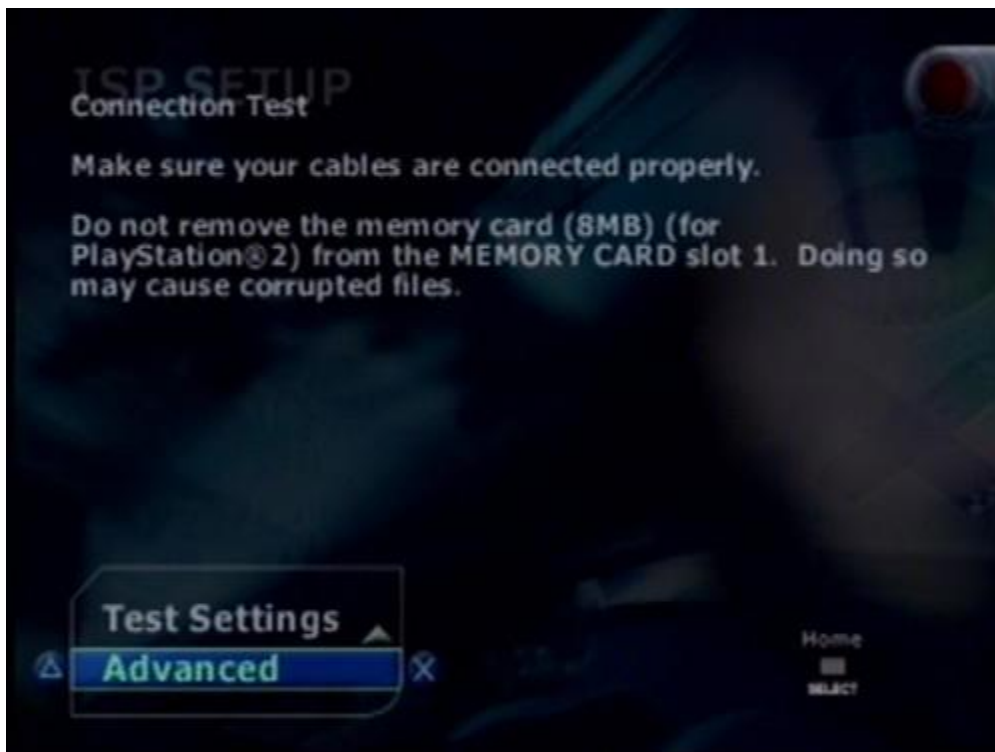 ISP SETUP
Connection Test
Make sure your cables are connected properly.
Do not remove the memory card (8MB) (for
PlayStation®2) from the MEMORY CARD slot 1. Doing so
may cause corrupted files.
Test Settings
Advanced
Home
SELECT